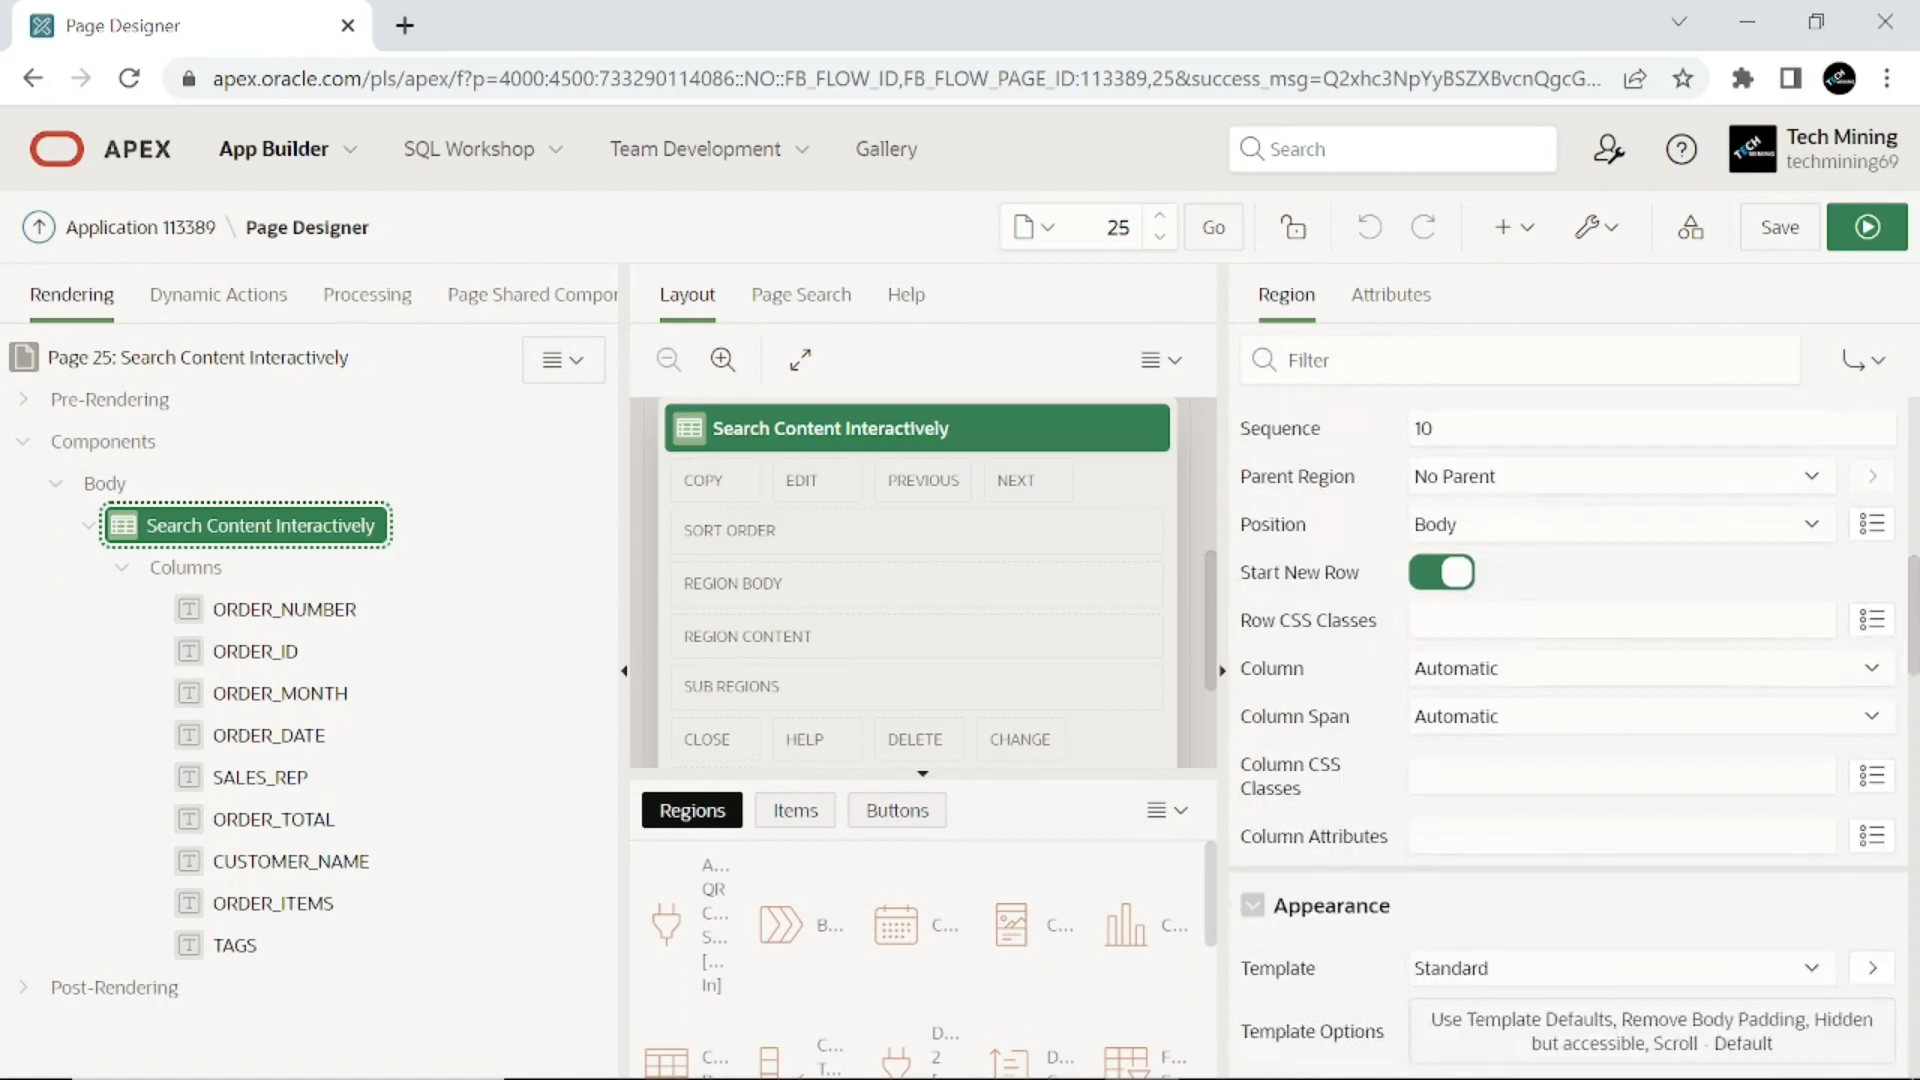 Page Designer
apex.oracle.com/pls/apex/f?p=4000:4500:733290114086::NO::FB_FLOW_ID,FB_FLOW_PAGE_ID:113389,25&success_msg=Q2xhc3NpYyBSZXBvcnQgcG...
APEX App Builder SQL Workshop Team Development Gallery Search Tech Mining
techmining69
Application 113389 \ Page Designer 25 Go Save
Rendering Dynamic Actions Processing Page Shared Compor
Page 25: Search Content Interactively
Pre-Rendering
Components
Body
Search Content Interactively
Columns
ORDER_NUMBER
ORDER_ID
ORDER_MONTH
ORDER_DATE
SALES_REP
ORDER_TOTAL
CUSTOMER_NAME
ORDER_ITEMS
TAGS
Post-Rendering
Layout Page Search Help
Search Content Interactively
COPY EDIT PREVIOUS NEXT
SORT ORDER
REGION BODY
REGION CONTENT
SUB REGIONS
CLOSE HELP DELETE CHANGE
Regions Items Buttons
A...
QR
C...
S...
[...
In]
B...
C...
C...
C...
C...
C...
T...
D...
2
D...
F...
Region Attributes
Filter
Sequence 10
Parent Region No Parent
Position Body
Start New Row
Row CSS Classes
Column Automatic
Column Span Automatic
Column CSS
Classes
Column Attributes
Appearance
Template Standard
Template Options Use Template Defaults, Remove Body Padding, Hidden
but accessible, Scroll - Default